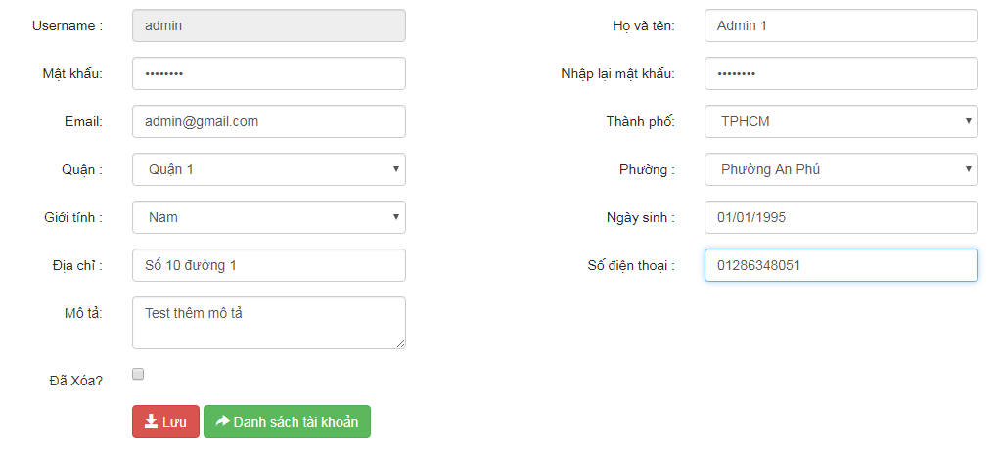 Username : admin Họ và tên: Admin 1
Mật khẩu: •••••••• Nhập lại mật khẩu: ••••••••
Email: admin@gmail.com Thành phố: TPHCM
Quận : Quận 1 Phường : Phường An Phú
Giới tính : Nam Ngày sinh : 01/01/1995
Địa chỉ : Số 10 đường 1 Số điện thoại : 01286348051
Mô tả: Test thêm mô tả
Đã Xóa?
Lưu Danh sách tài khoản